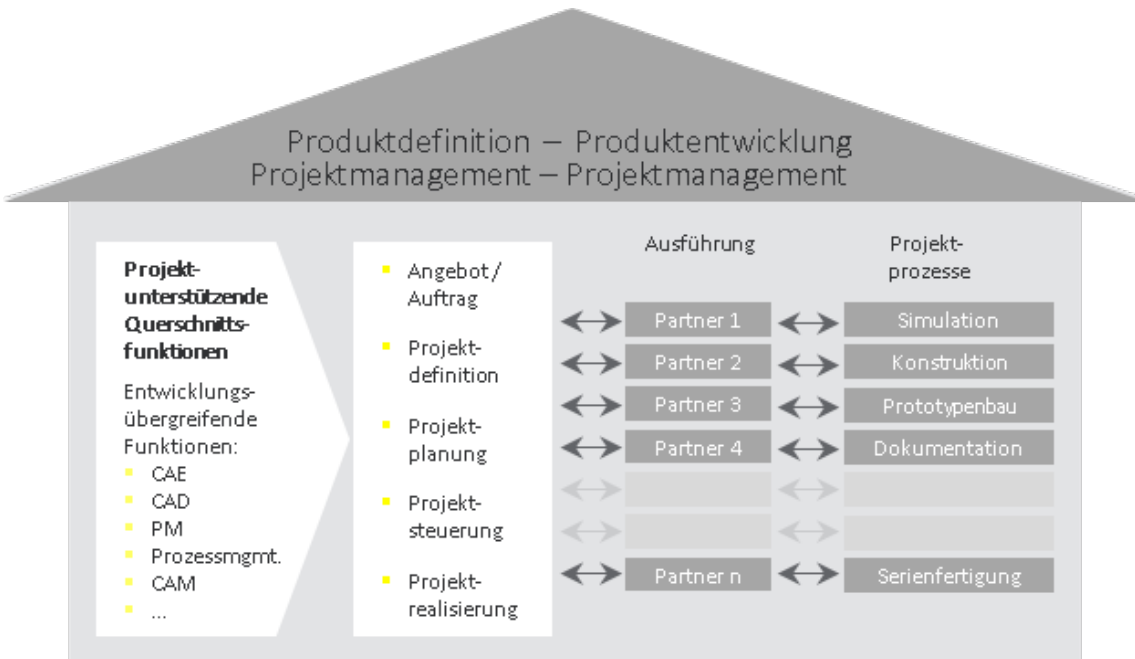 Produktdefinition – Produktentwicklung
Projektmanagement – Projektmanagement
Projekt-
unterstützende
Querschnitts-
funktionen
Entwicklungs-
übergreifende
Funktionen:
CAE
CAD
PM
Prozessmgmt.
CAM
...
Angebot /
Auftrag
Projekt-
definition
Projekt-
planung
Projekt-
steuerung
Projekt-
realisierung
Ausführung
Partner 1
Partner 2
Partner 3
Partner 4
Partner n
Projekt-
prozesse
Simulation
Konstruktion
Prototypenbau
Dokumentation
Serienfertigung